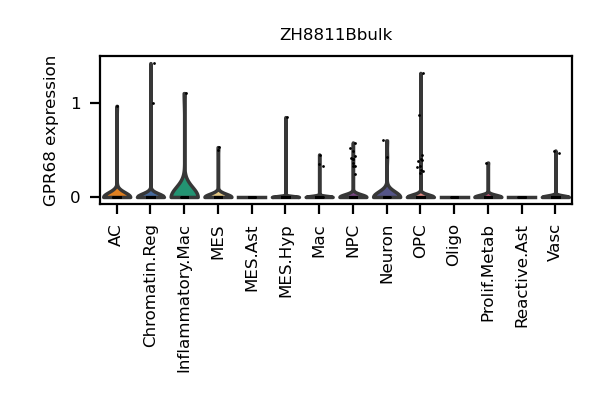 ZH8811Bbulk
GPR68 expression
1
0
AC
Chromatin.Reg
Inflammatory.Mac
MES
MES.Ast
MES.Hyp
Mac
NPC
Neuron
OPC
Oligo
Prolif.Metab
Reactive.Ast
Vasc